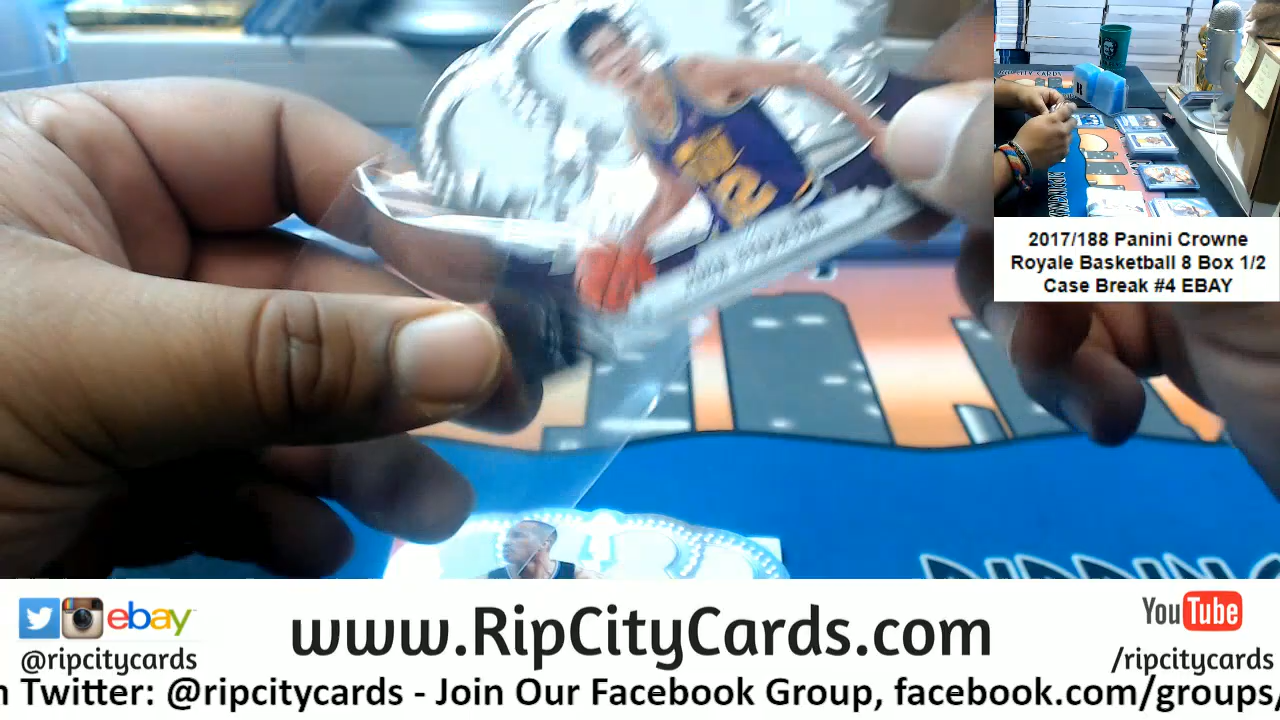 2
2017/188 Panini Crowne
Royale Basketball 8 Box 1/2
Case Break #4 EBAY
ebay
www.RipCityCards.com
YouTube
@ripcitycards
/ripcitycards
n Twitter: @ripcitycards - Join Our Facebook Group, facebook.com/groups/